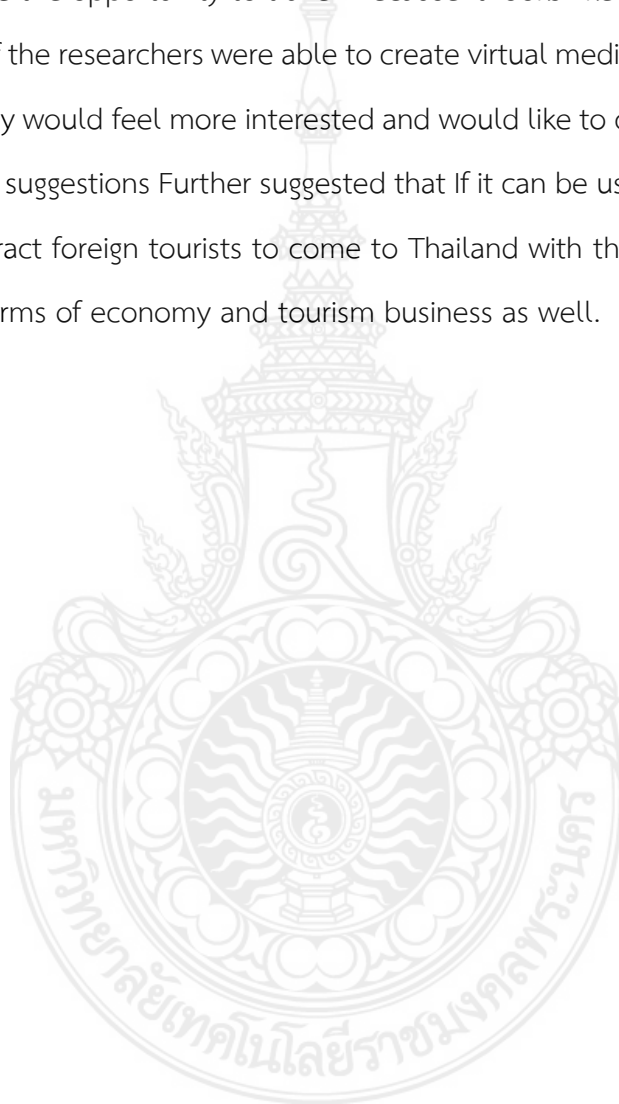 the opportunity to
f the researchers were able to create virtual medi
y would feel more interested and would like to
suggestions Further suggested that If it can be us
ract foreign tourists to come to Thailand with th
rms of economy and tourism business as well.
มหาวิทยาลัยเทคโนโลยีราชมงคลพระนคร